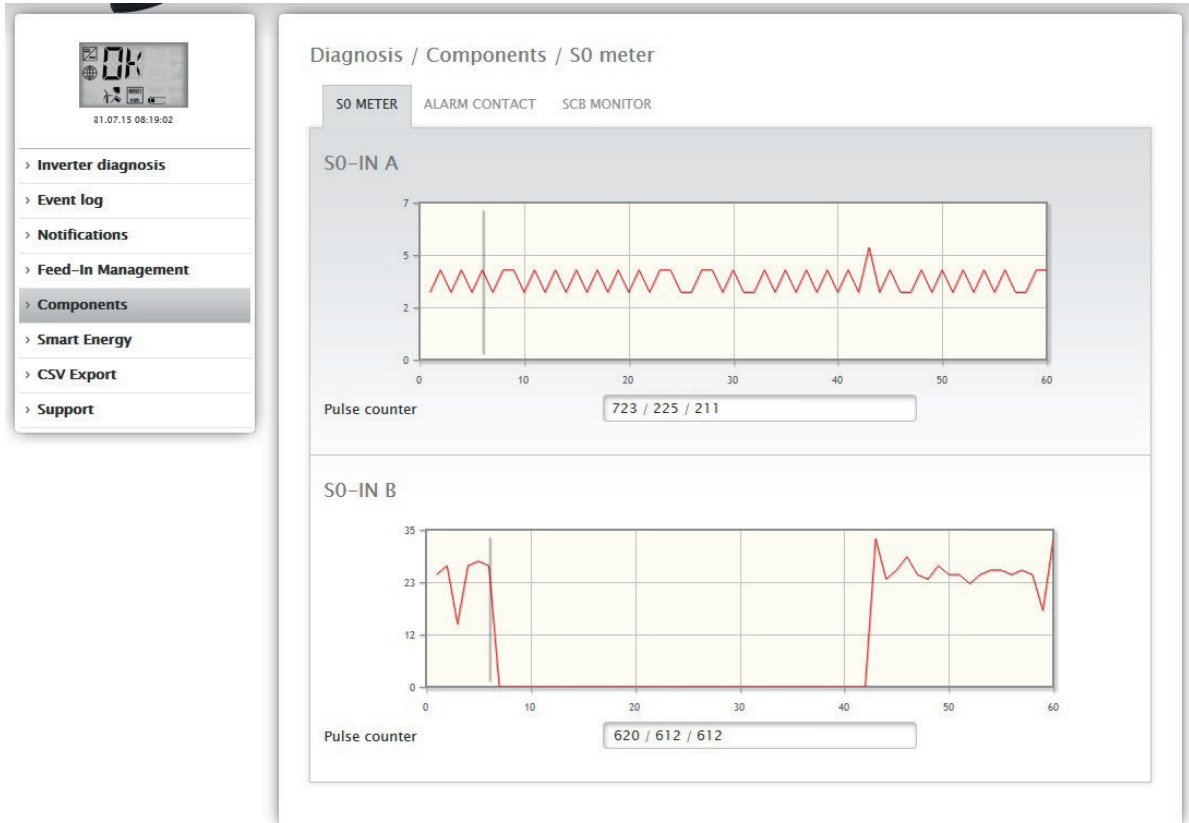 OK
31.07.15 08:19:02
› Inverter diagnosis
› Event log
› Notifications
› Feed-In Management
› Components
› Smart Energy
› CSV Export
› Support
Diagnosis / Components / S0 meter
S0 METER ALARM CONTACT SCB MONITOR
S0-IN A
7
5
2
0
0 10 20 30 40 50 60
Pulse counter 723 / 225 / 211
S0-IN B
35
23
12
0
0 10 20 30 40 50 60
Pulse counter 620 / 612 / 612